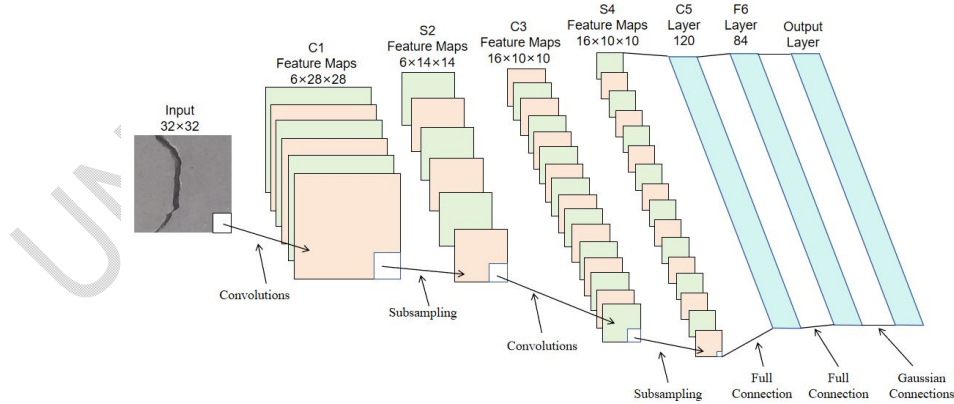 Input
32×32
C1
Feature Maps
6×28×28
S2
Feature Maps
6×14×14
C3
Feature Maps
16×10×10
S4
Feature Maps
16×10×10
C5
Layer
120
F6
Layer
84
Output
Layer
Convolutions
Subsampling
Convolutions
Subsampling
Full
Connection
Full
Connection
Gaussian
Connections